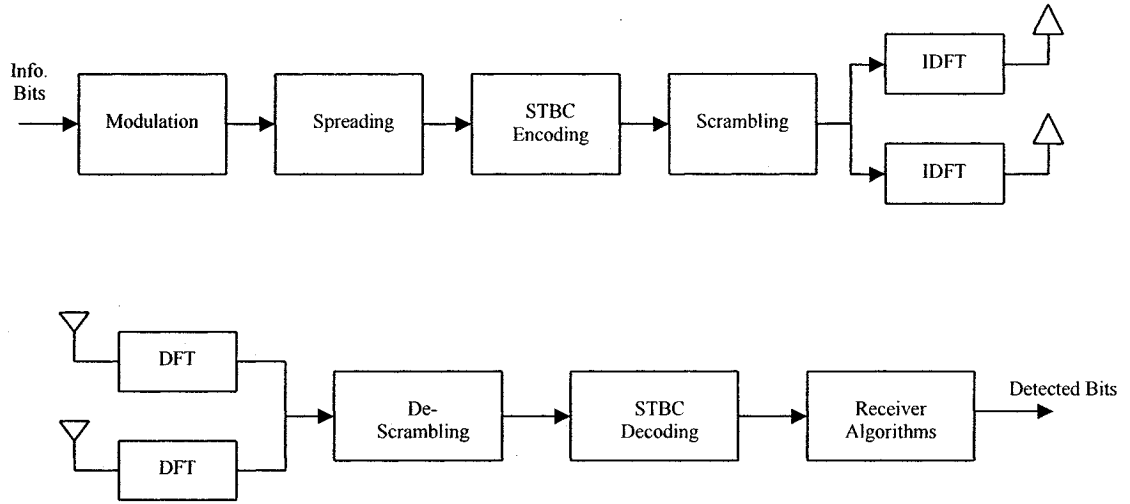 Info.
Bits
Modulation
Spreading
STBC
Encoding
Scrambling
IDFT
IDFT
DFT
DFT
De-
Scrambling
STBC
Decoding
Receiver
Algorithms
Detected Bits